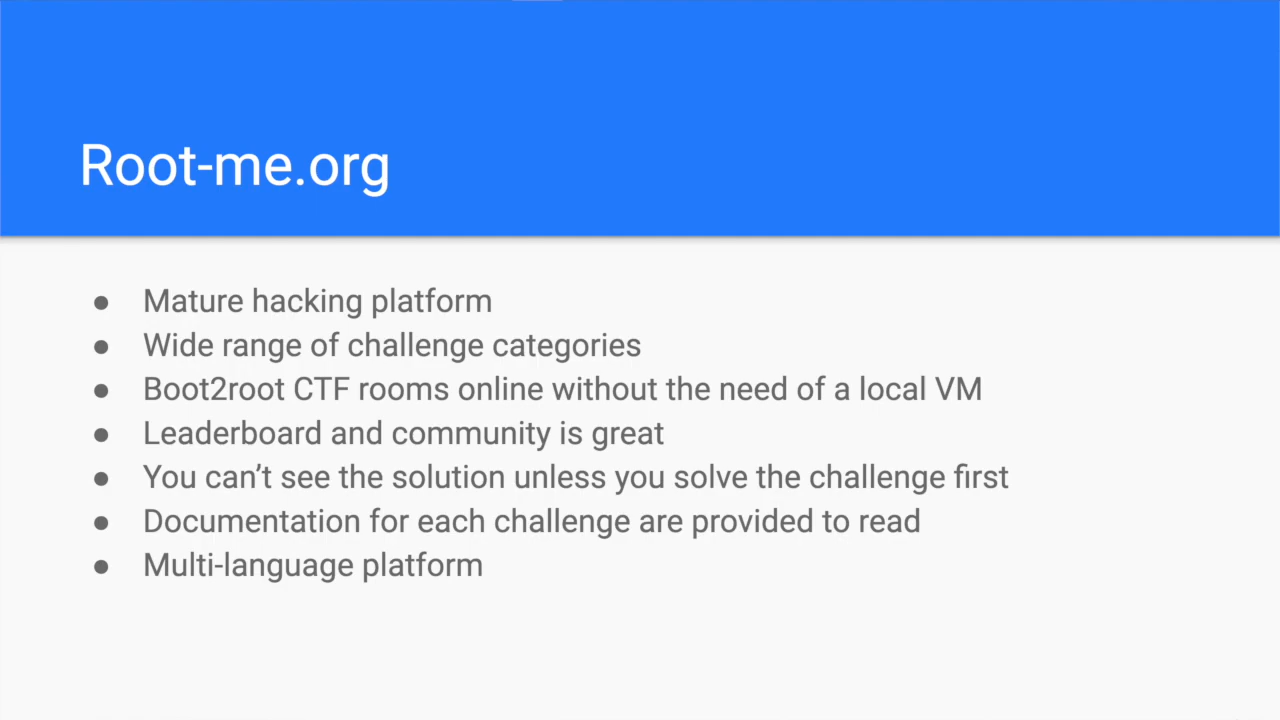 Root-me.org
● Mature hacking platform
● Wide range of challenge categories
● Boot2root CTF rooms online without the need of a local VM
● Leaderboard and community is great
● You can’t see the solution unless you solve the challenge first
● Documentation for each challenge are provided to read
● Multi-language platform